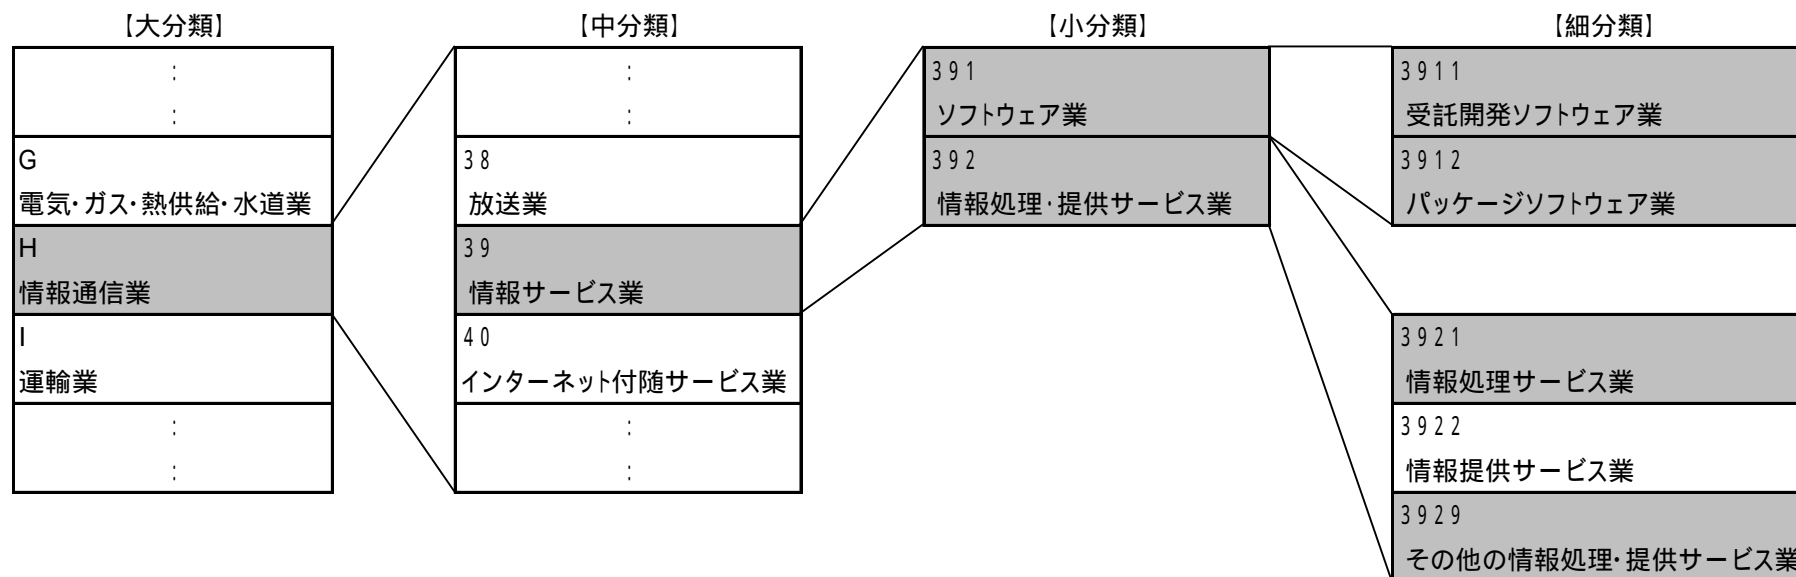 【大分類】
:
:
G
電気・ガス・熱供給・水道業
H
情報通信業
I
運輸業
:
:
【中分類】
:
:
38
放送業
39
情報サービス業
40
インターネット付随サービス業
:
:
【小分類】
391
ソフトウェア業
392
情報処理・提供サービス業
【細分類】
3911
受託開発ソフトウェア業
3912
パッケージソフトウェア業
3921
情報処理サービス業
3922
情報提供サービス業
3929
その他の情報処理・提供サービス業